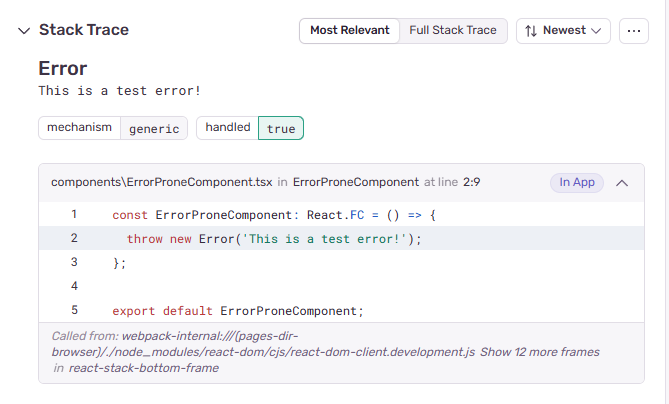 Stack Trace
Most Relevant
Full Stack Trace
Newest
...
Error
This is a test error!
mechanism generic
handled true
components\ErrorProneComponent.tsx in ErrorProneComponent at line 2:9
In App
1 const ErrorProneComponent: React.FC = () => {
2 throw new Error('This is a test error!');
3 };
4
5 export default ErrorProneComponent;
Called from: webpack-internal:///(pages-dir-
browser)/./node_modules/react-dom/cjs/react-dom-client.development.js Show 12 more frames
in react-stack-bottom-frame